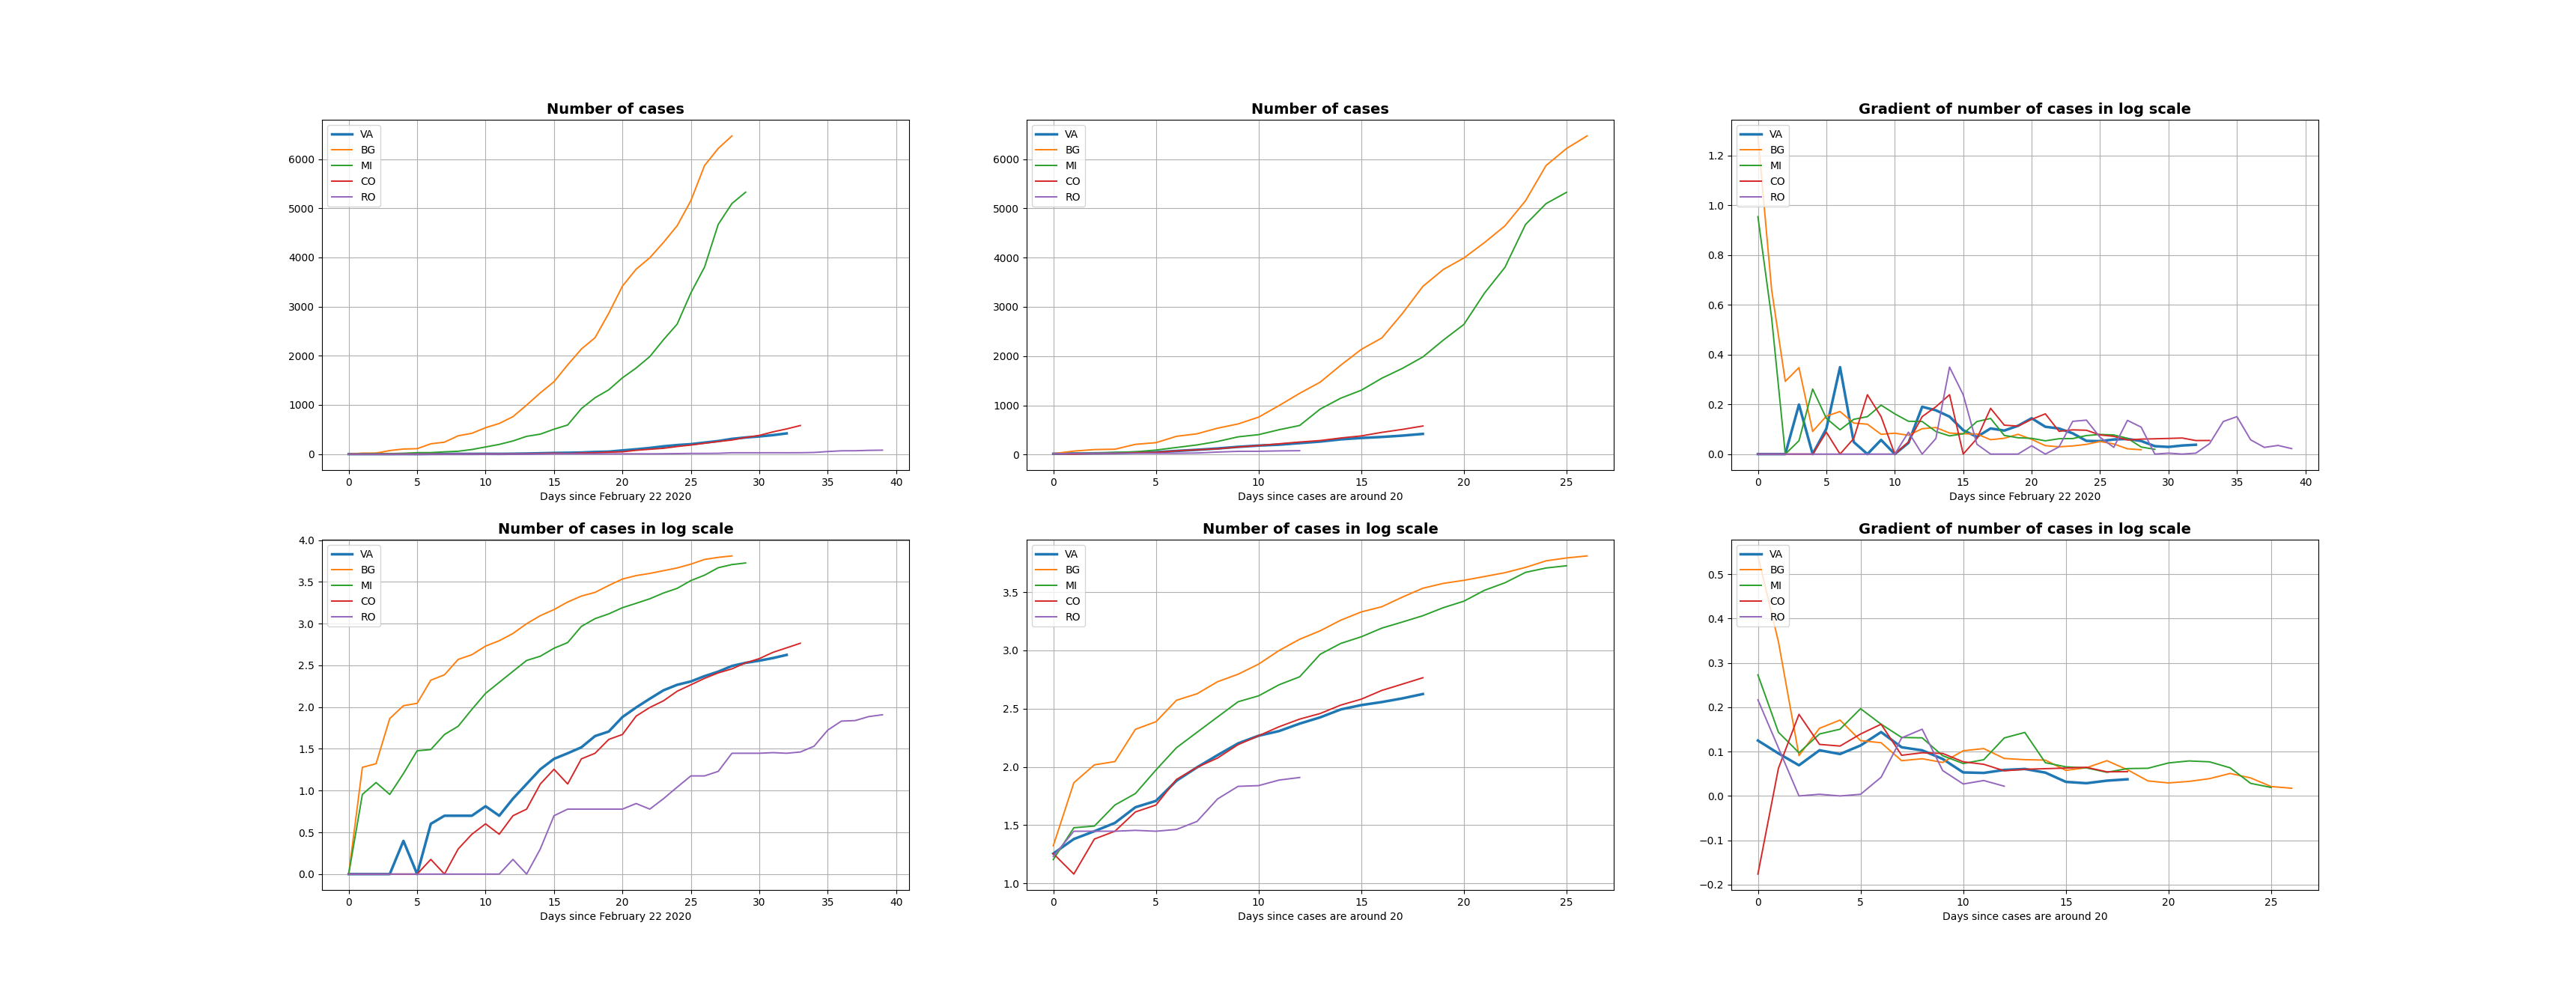 Number of cases
VA
BG
MI
CO
RO
6000
5000
4000
3000
2000
1000
0
0 5 10 15 20 25 30 35 40
Days since February 22 2020
Number of cases
VA
BG
MI
CO
RO
6000
5000
4000
3000
2000
1000
0
0 5 10 15 20 25
Days since cases are around 20
Gradient of number of cases in log scale
VA
BG
MI
CO
RO
1.2
1.0
0.8
0.6
0.4
0.2
0.0
0 5 10 15 20 25 30 35 40
Days since February 22 2020
Number of cases in log scale
VA
BG
MI
CO
RO
4.0
3.5
3.0
2.5
2.0
1.5
1.0
0.5
0.0
0 5 10 15 20 25 30 35 40
Days since February 22 2020
Number of cases in log scale
VA
BG
MI
CO
RO
3.5
3.0
2.5
2.0
1.5
1.0
0 5 10 15 20 25
Days since cases are around 20
Gradient of number of cases in log scale
VA
BG
MI
CO
RO
0.5
0.4
0.3
0.2
0.1
0.0
−0.1
−0.2
0 5 10 15 20 25
Days since cases are around 20